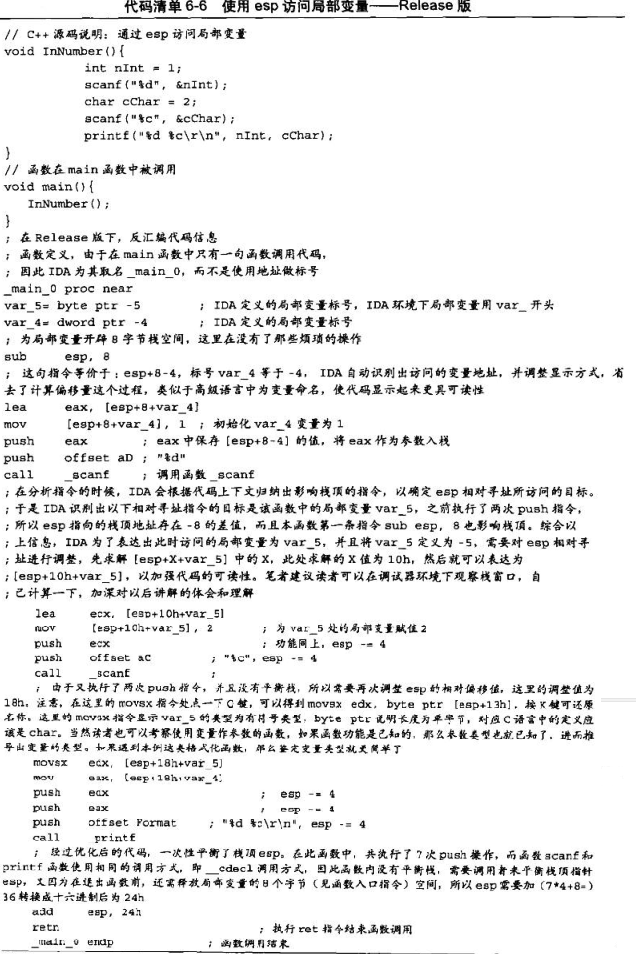 代码清单 6-6 使用 esp 访问局部变量——Release 版
// C++ 源码说明：通过 esp 访问局部变量
void InNumber(){
int nInt = 1;
scanf("%d", &nInt);
char cChar = 2;
scanf("%c", &cChar);
printf("%d %c\r\n", nInt, cChar);
}
// 函数在 main 函数中被调用
void main(){
InNumber();
}
; 在 Release 版下，反汇编代码信息
; 函数定义，由于在 main 函数中只有一句函数调用代码，
; 因此 IDA 为其取名 _main_0，而不是使用地址做标号
_main_0 proc near
var_5= byte ptr -5 ; IDA 定义的局部变量标号，IDA 环境下局部变量用 var_ 开头
var_4= dword ptr -4 ; IDA 定义的局部变量标号
; 为局部变量开辟 8 字节栈空间，这里在没有了那些烦琐的操作
sub esp, 8
; 这句指令等价于：esp+8-4，标号 var_4 等于 -4， IDA 自动识别出访问的变量地址，并调整显示方式，省
去了计算偏移量这个过程，类似于高级语言中为变量命名，使代码显示起来更具可读性
lea eax, [esp+8+var_4]
mov [esp+8+var_4], 1 ; 初始化 var_4 变量为 1
push eax ; eax 中保存 [esp+8-4] 的值，将 eax 作为参数入栈
push offset aD ; "%d"
call _scanf ; 调用函数 _scanf
; 在分析指令的时候，IDA 会根据代码上下文归纳出影响栈顶的指令，以确定 esp 相对寻址所访问的目标。
; 于是 IDA 识别出以下相对寻址指令的目标是该函数中的局部变量 var_5，之前执行了两次 push 指令，
; 所以 esp 指向的栈顶地址存在 -8 的差值，而且本函数第一条指令 sub esp, 8 也影响栈顶。综合以
; 上信息，IDA 为了表达出此时访问的局部变量为 var_5，并且将 var_5 定义为 -5，需要对 esp 相对寻
; 址进行调整，先求解 [esp+X+var_5] 中的 X，此处求解的 X 值为 10h，然后就可以表达为
; [esp+10h+var_5]，以加强代码的可读性。笔者建议读者可以在调试器环境下观察栈窗口，自
; 己计算一下，加深对以后讲解的体会和理解
lea ecx, [esp+10h+var_5]
mov [esp+10h+var_5], 2 ; 为 var_5 处的局部变量赋值 2
push ecx ; 功能同上，esp -= 4
push offset aC ; "%c", esp -= 4
call _scanf ;
; 由于又执行了两次 push 指令，并且没有平衡栈，所以需要再次调整 esp 的相对偏移值，这里的调整值为
18h。注意，在这里的 movsx 指令处点一下 Q 键，可以得到 movsx edx, byte ptr [esp+13h]，按 K 键可还原
名称。这里的 movsx 指令显示 var_5 的类型为有符号类型，byte ptr 说明长度为单字节，对应 C 语言中的定义应
该是 char。当然读者也可以考察使用变量作参数的函数，如果函数功能是已知的，那么参数类型也就已知了，进而推
导出变量的类型。如果遇到本例这类格式化函数，那么鉴定变量类型就更简单了
movsx ecx, [esp+18h+var_5]
mov eax, [esp+18h+var_4]
push ecx ; esp -= 4
push eax ; esp -= 4
push offset Format ; "%d %c\r\n", esp -= 4
call printf
; 经过优化后的代码，一次性平衡了栈顶 esp。在此函数中，共执行了 7 次 push 操作，而函数 scanf 和
printf 函数使用相同的调用方式，即 __cdecl 调用方式，因此函数内没有平衡栈，需要调用者来平衡栈顶指针
esp，又因为在退出函数前，还需释放局部变量的 8 个字节（见函数入口指令）空间，所以 esp 需要加 (7*4+8=)
36 转换成十六进制后为 24h
add esp, 24h
retn ; 执行 ret 指令结束函数调用
_main_0 endp ; 函数调用结束